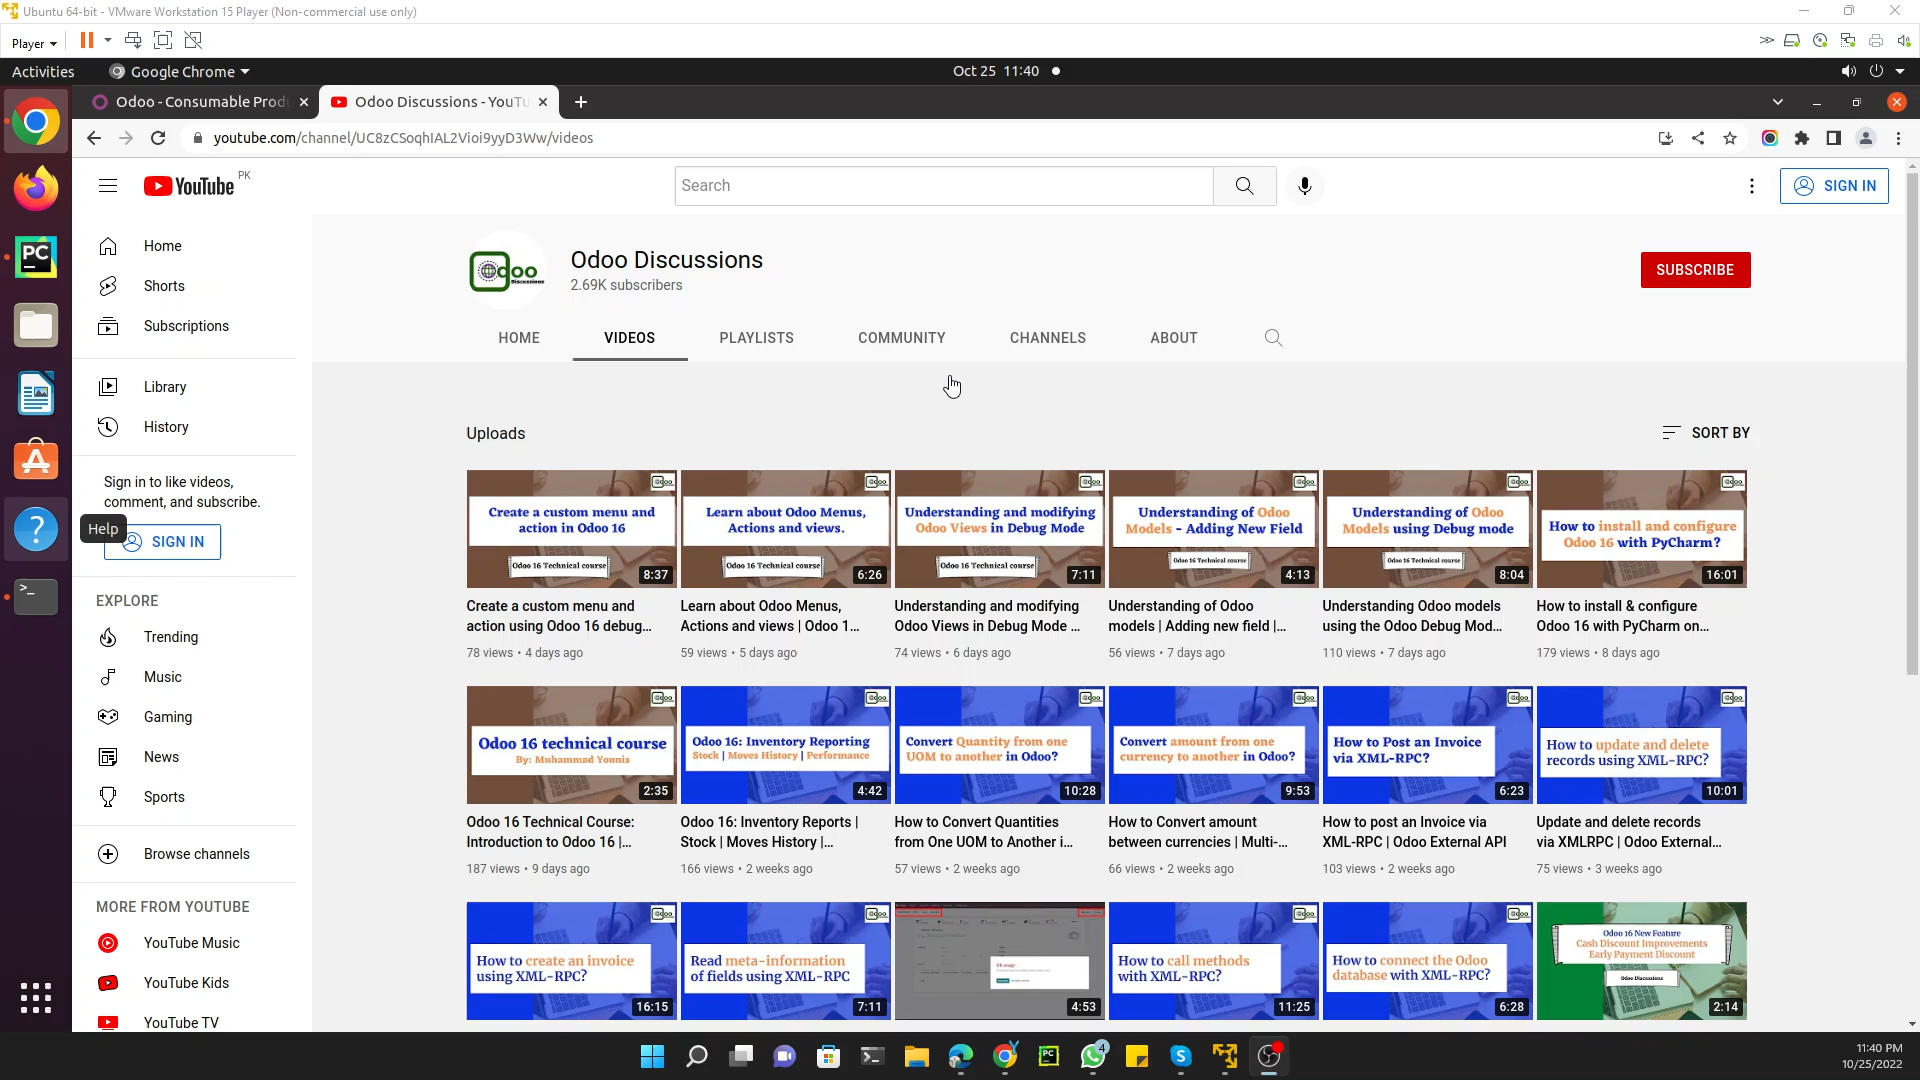 Ubuntu 64-bit - VMware Workstation 15 Player (Non-commercial use only)
Player
Activities
Google Chrome
Oct 25 11:40
Odoo - Consumable Prod
Odoo Discussions - YouTu
youtube.com/channel/UC8zCSoqhIAL2Vioi9yyD3Ww/videos
YouTube
PK
Search
SIGN IN
Home
Shorts
Subscriptions
Library
History
Sign in to like videos,
comment, and subscribe.
Help
SIGN IN
EXPLORE
Trending
Music
Gaming
News
Sports
Browse channels
MORE FROM YOUTUBE
YouTube Music
YouTube Kids
YouTube TV
Odoo
Discussions
Odoo Discussions
2.69K subscribers
SUBSCRIBE
HOME
VIDEOS
PLAYLISTS
COMMUNITY
CHANNELS
ABOUT
Uploads
SORT BY
Create a custom menu and
action in Odoo 16
Odoo 16 Technical course
8:37
Create a custom menu and
action using Odoo 16 debug...
78 views • 4 days ago
Learn about Odoo Menus,
Actions and views.
Odoo 16 Technical course
6:26
Learn about Odoo Menus,
Actions and views | Odoo 1...
59 views • 5 days ago
Understanding and modifying
Odoo Views in Debug Mode
Odoo 16 Technical course
7:11
Understanding and modifying
Odoo Views in Debug Mode ...
74 views • 6 days ago
Understanding of Odoo
Models - Adding New Field
Odoo 16 Technical course
4:13
Understanding of Odoo
models | Adding new field |...
56 views • 7 days ago
Understanding of Odoo
Models using Debug mode
Odoo 16 Technical course
8:04
Understanding Odoo models
using the Odoo Debug Mod...
110 views • 7 days ago
How to install and configure
Odoo 16 with PyCharm?
16:01
How to install & configure
Odoo 16 with PyCharm on...
179 views • 8 days ago
Odoo 16 technical course
By: Muhammad Younis
2:35
Odoo 16 Technical Course:
Introduction to Odoo 16 |...
187 views • 9 days ago
Odoo 16: Inventory Reporting
Stock | Moves History | Performance
4:42
Odoo 16: Inventory Reports |
Stock | Moves History |...
166 views • 2 weeks ago
Convert Quantity from one
UOM to another in Odoo?
10:28
How to Convert Quantities
from One UOM to Another i...
57 views • 2 weeks ago
Convert amount from one
currency to another in Odoo?
9:53
How to Convert amount
between currencies | Multi-...
66 views • 2 weeks ago
How to Post an Invoice
via XML-RPC?
6:23
How to post an Invoice via
XML-RPC | Odoo External API
103 views • 2 weeks ago
How to update and delete
records using XML-RPC?
10:01
Update and delete records
via XMLRPC | Odoo External...
75 views • 3 weeks ago
How to create an invoice
using XML-RPC?
16:15
Read meta-information
of fields using XML-RPC
7:11
4:53
How to call methods
with XML-RPC?
11:25
How to connect the Odoo
database with XML-RPC?
6:28
Odoo 16 New Feature
Cash Discount Improvements
Early Payment Discount
Odoo Discussions
2:14
4
11:40 PM
10/25/2022